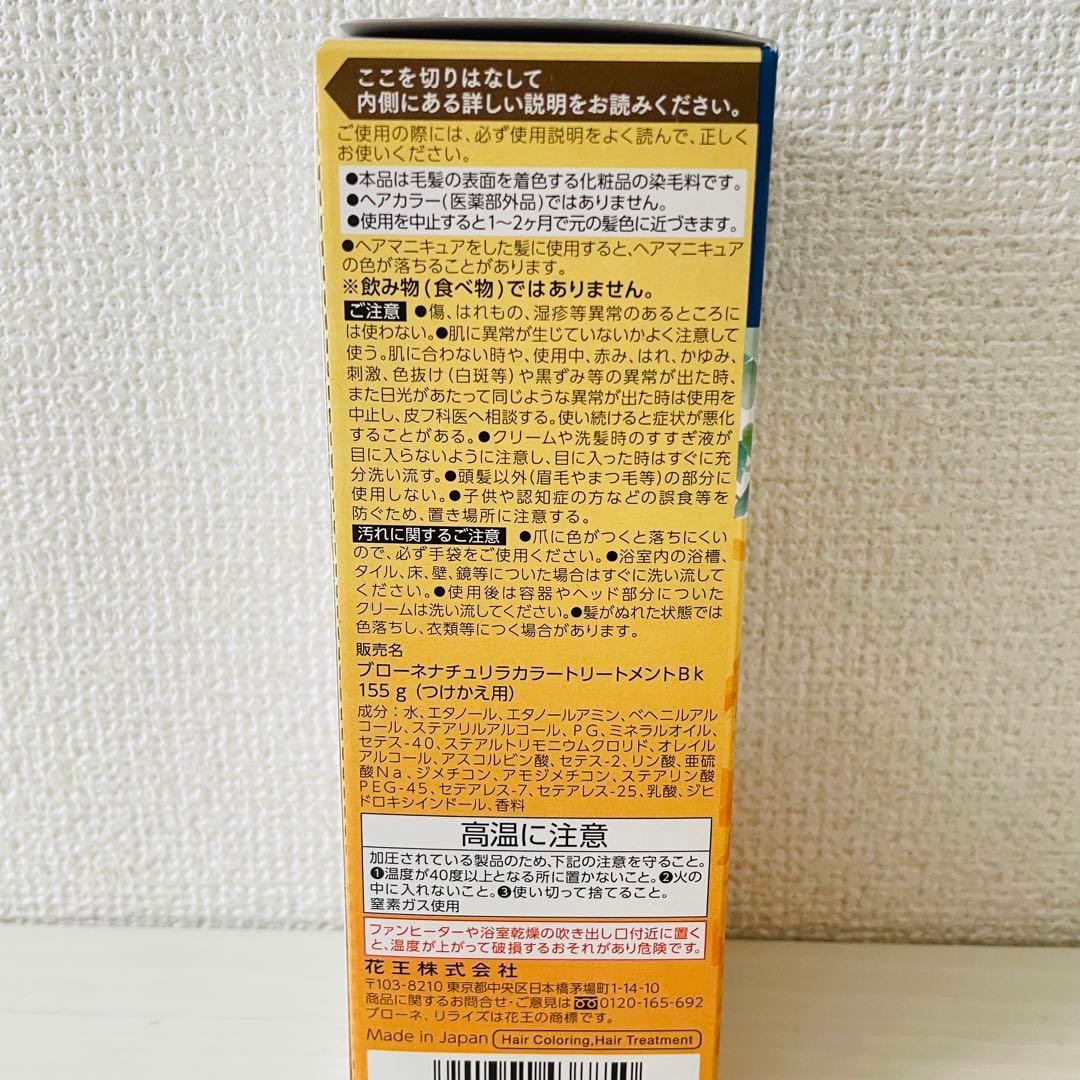 ここを切りはなして
内側にある詳しい説明をお読みください。
ご使用の際には、必ず使用説明をよく読んで、正しく
お使いください。
●本品は毛髪の表面を着色する化粧品の染毛料です。
●ヘアカラー(医薬部外品)ではありません。
●使用を中止すると1〜2ヶ月で元の髪色に近づきます。
●ヘアマニキュアをした髪に使用すると、ヘアマニキュア
の色が落ちることがあります。
※飲み物(食べ物)ではありません。
ご注意 ●傷、はれもの、湿疹等異常のあるところに
は使わない。●肌に異常が生じていないかよく注意して
使う。肌に合わない時や、使用中、赤み、はれ、かゆみ、
刺激、色抜け(白斑等)や黒ずみ等の異常が出た時、
また日光があたって同じような異常が出た時は使用を
中止し、皮フ科医へ相談する。使い続けると症状が悪化
することがある。●クリームや洗髪時のすすぎ液が
目に入らないように注意し、目に入った時はすぐに充
分洗い流す。●頭髪以外(眉毛やまつ毛等)の部分に
使用しない。●子供や認知症の方などの誤食等を
防ぐため、置き場所に注意する。
汚れに関するご注意 ●爪に色がつくと落ちにくい
ので、必ず手袋をご使用ください。●浴室内の浴槽、
タイル、床、壁、鏡等についた場合はすぐに洗い流して
ください。●使用後は容器やヘッド部分についた
クリームは洗い流してください。●髪がぬれた状態では
色落ちし、衣類等につく場合があります。
販売名
ブローネナチュリラカラートリートメントBk
155g (つけかえ用)
成分:水、エタノール、エタノールアミン、ベヘニルアル
コール、ステアリルアルコール、PG、ミネラルオイル、
セテス-40、ステアルトリモニウムクロリド、オレイル
アルコール、アスコルビン酸、セテス-2、リン酸、亜硫
酸Na、ジメチコン、アモジメチコン、ステアリン酸
PEG-45、セテアレス-7、セテアレス-25、乳酸、ジヒ
ドロキシインドール、香料
高温に注意
加圧されている製品のため、下記の注意を守ること。
❶温度が40度以上となる所に置かないこと。❷火の
中に入れないこと。❸使い切って捨てること。
窒素ガス使用
ファンヒーターや浴室乾燥の吹き出し口付近に置く
と、温度が上がって破損するおそれがあり危険です。
花王株式会社
〒103-8210 東京都中央区日本橋茅場町1-14-10
商品に関するお問合せ・ご意見は 0120-165-692
ブローネ、リライズは花王の商標です。
Made in Japan Hair Coloring,Hair Treatment